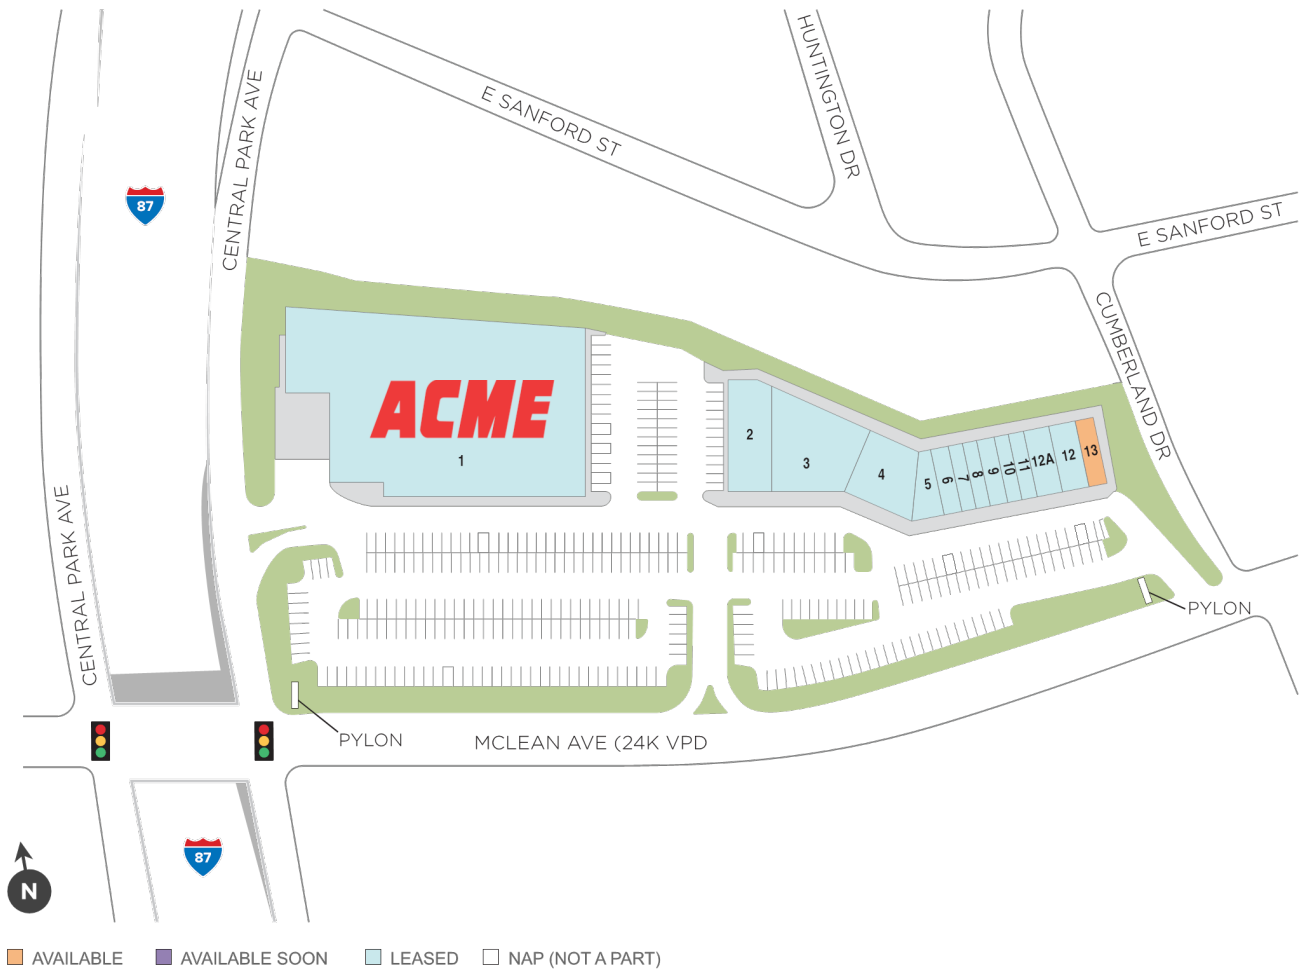 HUNTINGTON DR
E SANFORD ST
CENTRAL PARK AVE
87
E SANFORD ST
CUMBERLAND DR
ACME
1
2
3
4
5
6
7
8
9
10
11
12A
12
13
CENTRAL PARK AVE
PYLON
PYLON
MCLEAN AVE (24K VPD
87
N
AVAILABLE
AVAILABLE SOON
LEASED
NAP (NOT A PART)